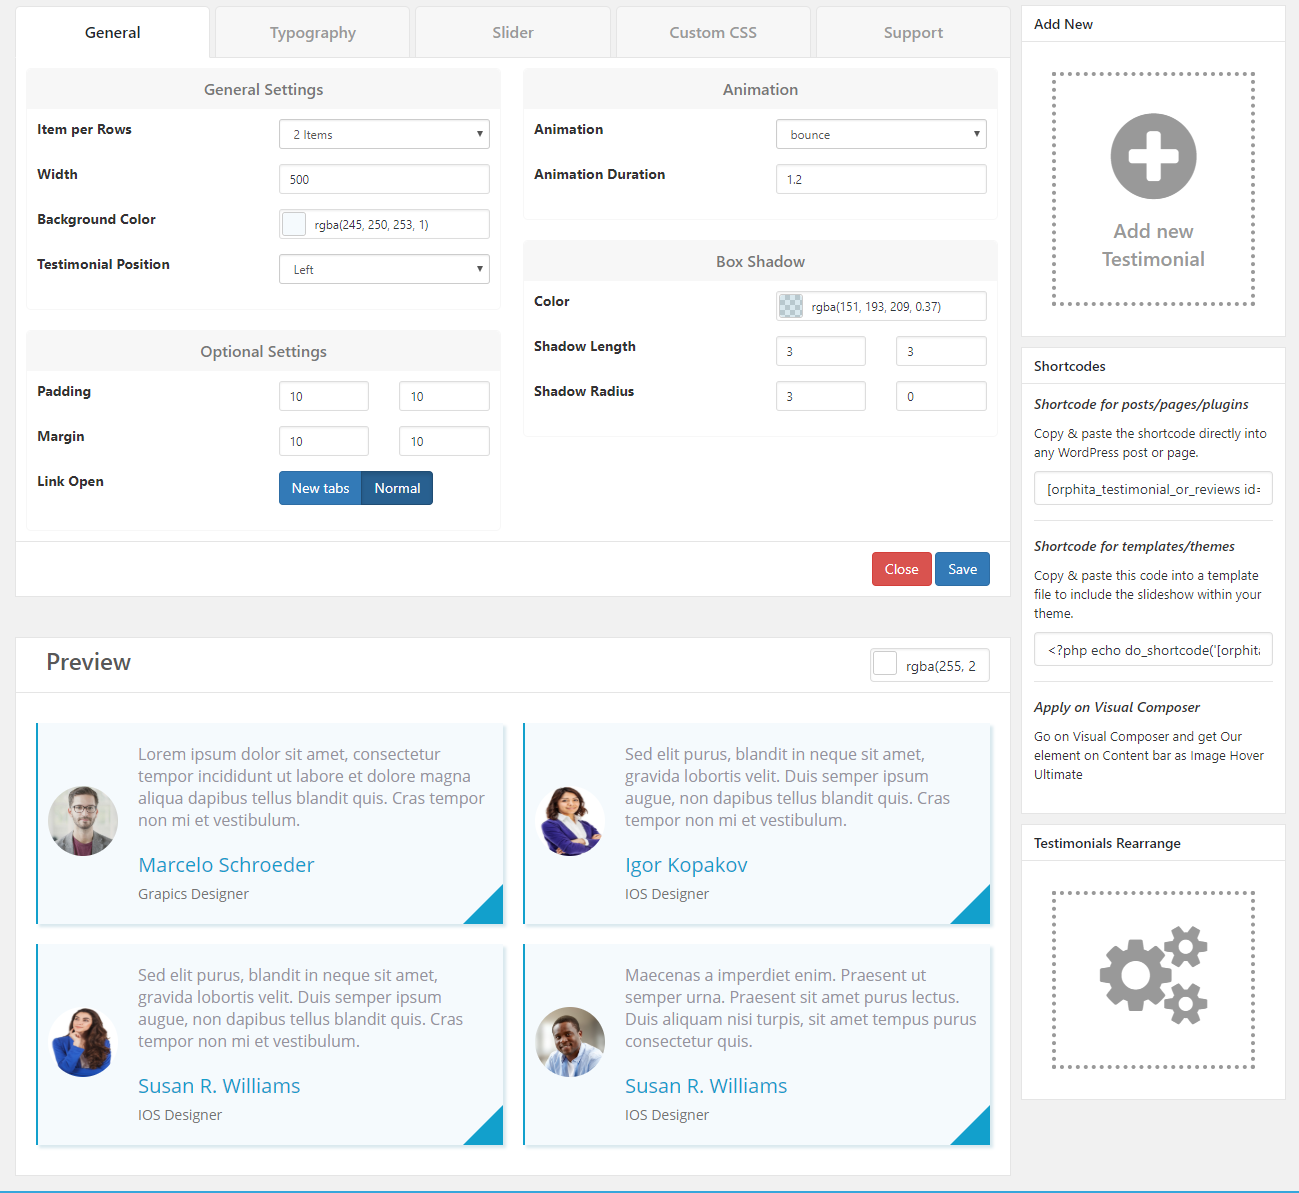 General
Typography
Slider
Custom CSS
Support
General Settings
Item per Rows
2 Items
Width
500
Background Color
rgba(245, 250, 253, 1)
Testimonial Position
Left
Optional Settings
Padding
10
10
Margin
10
10
Link Open
New tabs
Normal
Animation
Animation
bounce
Animation Duration
1.2
Box Shadow
Color
rgba(151, 193, 209, 0.37)
Shadow Length
3
3
Shadow Radius
3
0
Close
Save
Preview
rgba(255, 2
Lorem ipsum dolor sit amet, consectetur
tempor incididunt ut labore et dolore magna
aliqua dapibus tellus blandit quis. Cras tempor
non mi et vestibulum.
Marcelo Schroeder
Grapics Designer
Sed elit purus, blandit in neque sit amet,
gravida lobortis velit. Duis semper ipsum
augue, non dapibus tellus blandit quis. Cras
tempor non mi et vestibulum.
Igor Kopakov
IOS Designer
Sed elit purus, blandit in neque sit amet,
gravida lobortis velit. Duis semper ipsum
augue, non dapibus tellus blandit quis. Cras
tempor non mi et vestibulum.
Susan R. Williams
IOS Designer
Maecenas a imperdiet enim. Praesent ut
semper urna. Praesent sit amet purus lectus.
Duis aliquam nisi turpis, sit amet tempus purus
consectetur quis.
Susan R. Williams
IOS Designer
Add New
Add new
Testimonial
Shortcodes
Shortcode for posts/pages/plugins
Copy & paste the shortcode directly into
any WordPress post or page.
[orphita_testimonial_or_reviews id=
Shortcode for templates/themes
Copy & paste this code into a template
file to include the slideshow within your
theme.
<?php echo do_shortcode('[orphita
Apply on Visual Composer
Go on Visual Composer and get Our
element on Content bar as Image Hover
Ultimate
Testimonials Rearrange